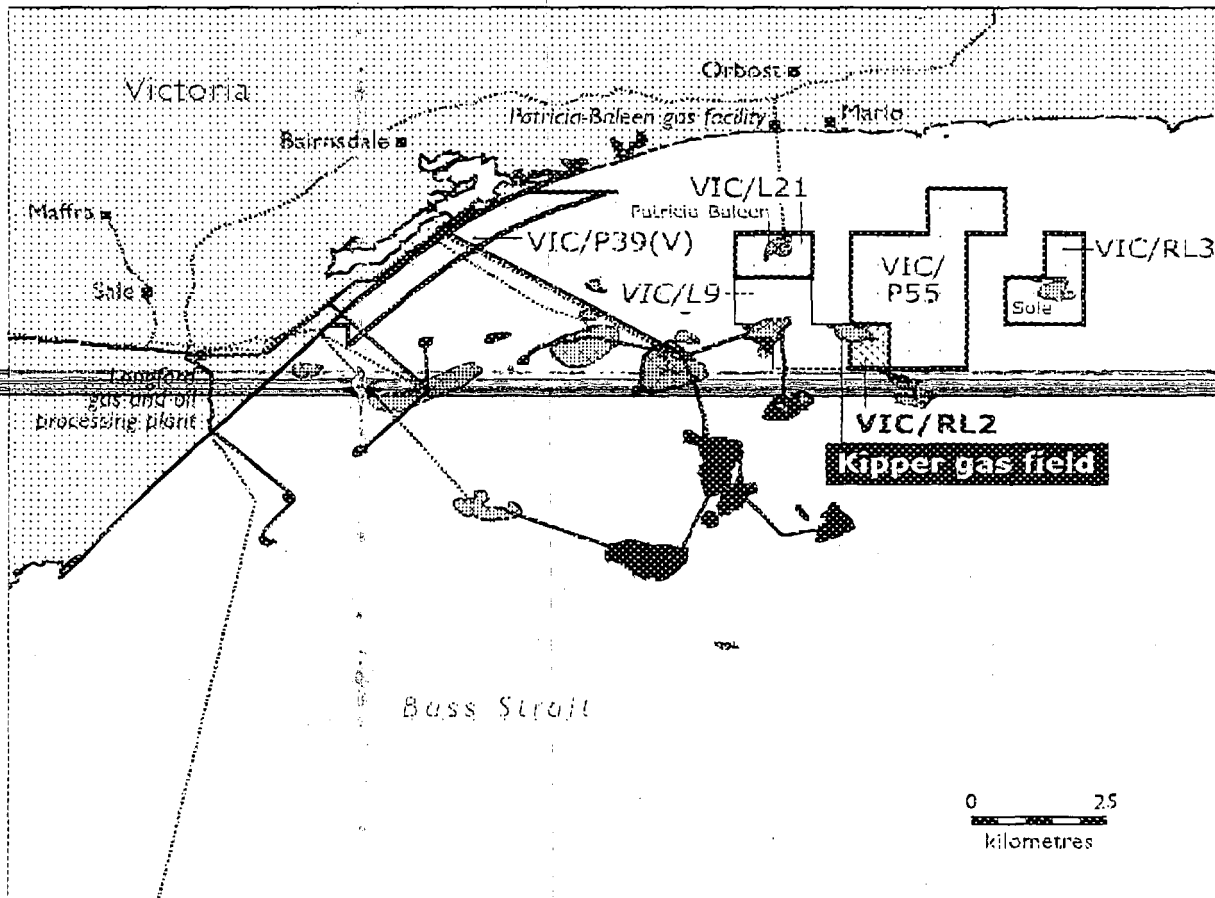 Victoria
Orbost
Patricia-Baleen gas facility
Marlo
Bairnsdale
VIC/L21
Patricia Baleen
Maffra
VIC/P39(V)
VIC/RL3
VIC/
P55
VIC/L9
Sale
Sole
Longford
gas and oil
processing plant
VIC/RL2
Kipper gas field
Bass Strait
0 25
kilometres